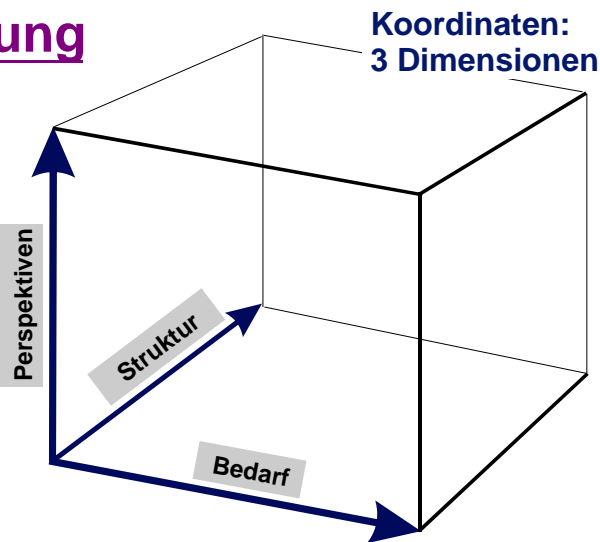 ung
Koordinaten:
3 Dimensionen
Perspektiven
Struktur
Bedarf